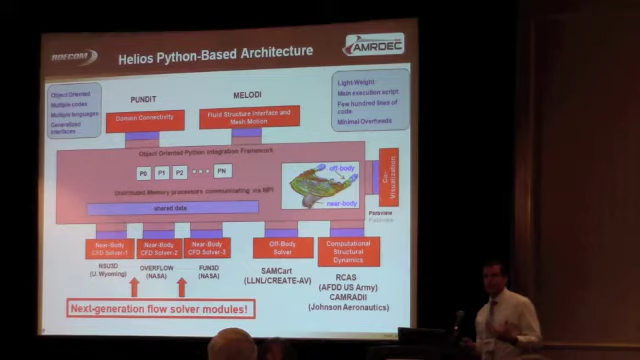 RDECOM
Helios Python-Based Architecture
AMRDEC
Object Oriented
Multiple codes
Multiple languages
Generalized
interfaces
PUNDIT
Domain Connectivity
MELODI
Fluid Structure Interface and
Mesh Motion
Light-Weight
Main execution script
Few hundred lines of
code
Minimal Overheads
Object Oriented Python Integration Framework
P0 P1 P2 • • • PN
Distributed Memory processers communicating via MPI
shared data
off-body
near-body
Co-
Visualization
Paraview
Near-Body
CFD Solver-1
Near-Body
CFD Solver-2
Near-Body
CFD Solver-3
Off-Body
Solver
Computational
Structural
Dynamics
NSU3D
(U. Wyoming)
OVERFLOW
(NASA)
FUN3D
(NASA)
SAMCart
(LLNL/CREATE-AV)
RCAS
(AFDD US Army)
CAMRADII
(Johnson Aeronautics)
Next-generation flow solver modules!